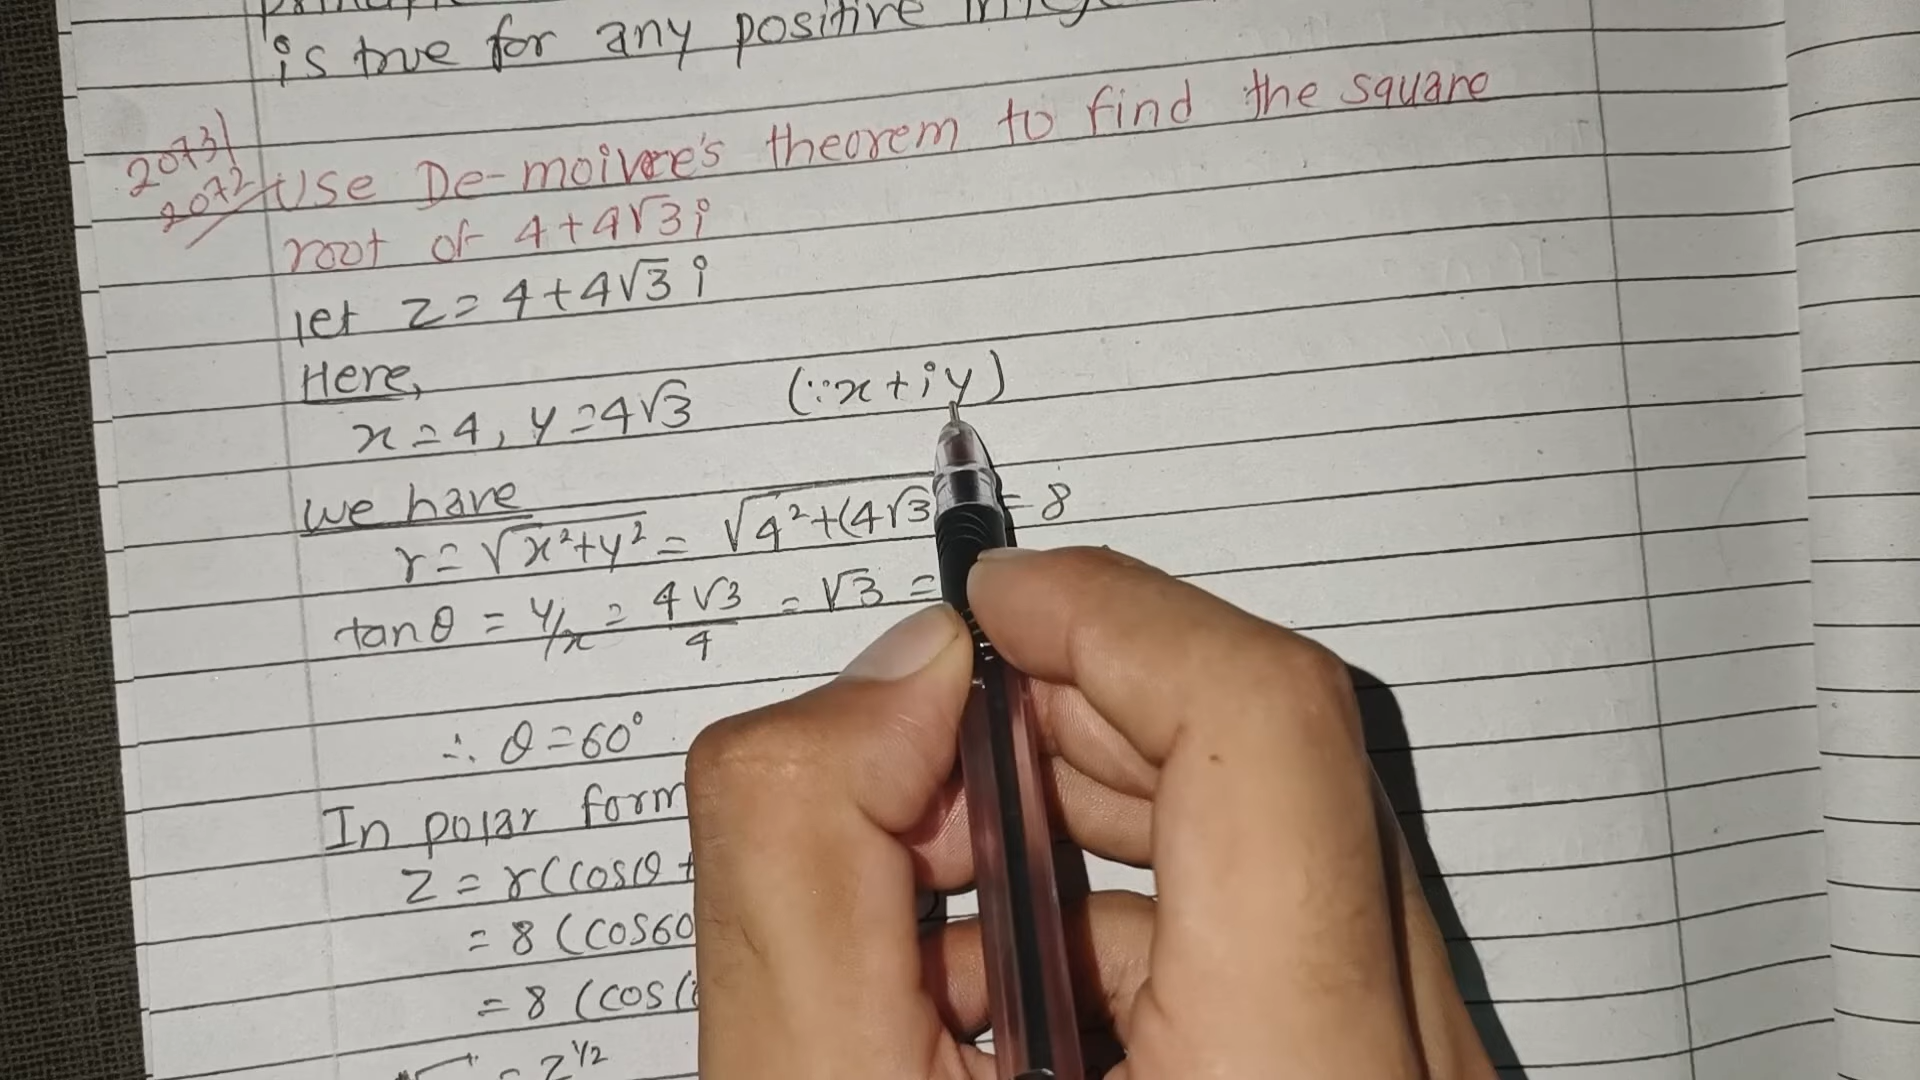 is true for any positive
2073/
2072 Use De-moivre's theorem to find the square
root of 4+4√3i
let z = 4+4√3 i
Here,
x = 4, y = 4√3 (∵x+iy)
we have
r = √x²+y² = √4²+(4√3 = 8
tanθ = y/x = 4√3/4 = √3 =
∴ θ = 60°
In polar form
z = r(cosθ +
= 8 (cos60
= 8 (cos(
= z^1/2